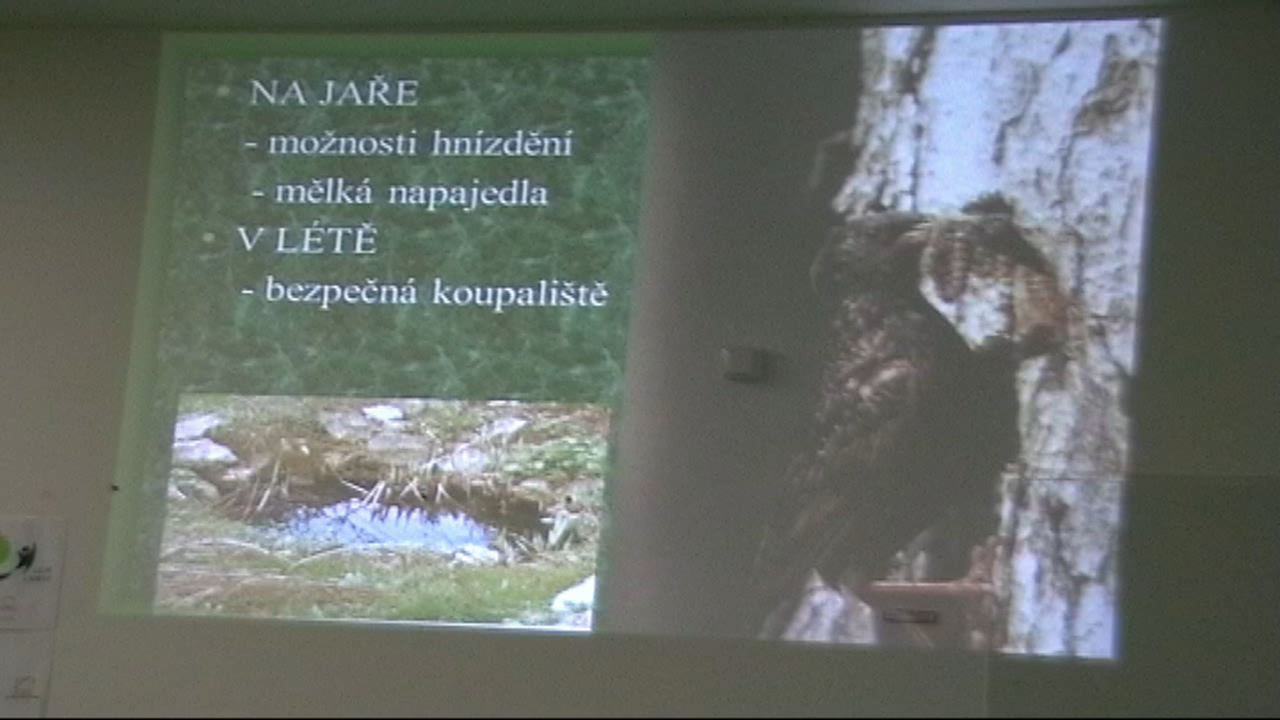 NA JAŘE
- možnosti hnízdění
- mělká napajedla
V LÉTĚ
- bezpečná koupaliště